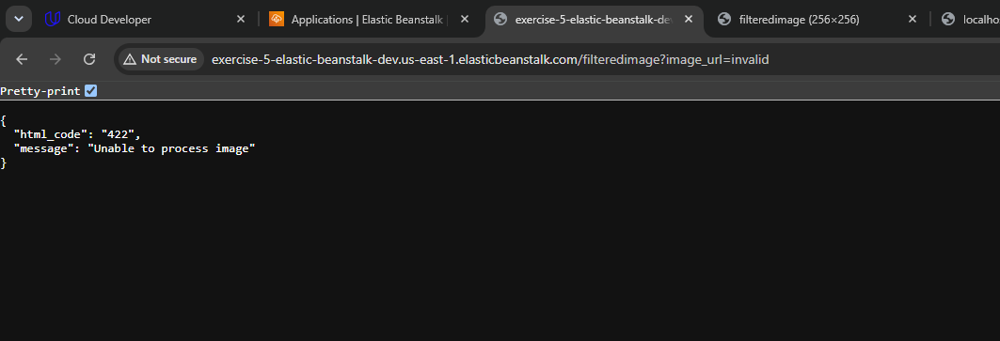 Cloud Developer
Applications | Elastic Beanstalk
exercise-5-elastic-beanstalk-dev
filteredimage (256×256)
localhos
Not secure
exercise-5-elastic-beanstalk-dev.us-east-1.elasticbeanstalk.com/filteredimage?image_url=invalid
Pretty-print
{
"html_code": "422",
"message": "Unable to process image"
}